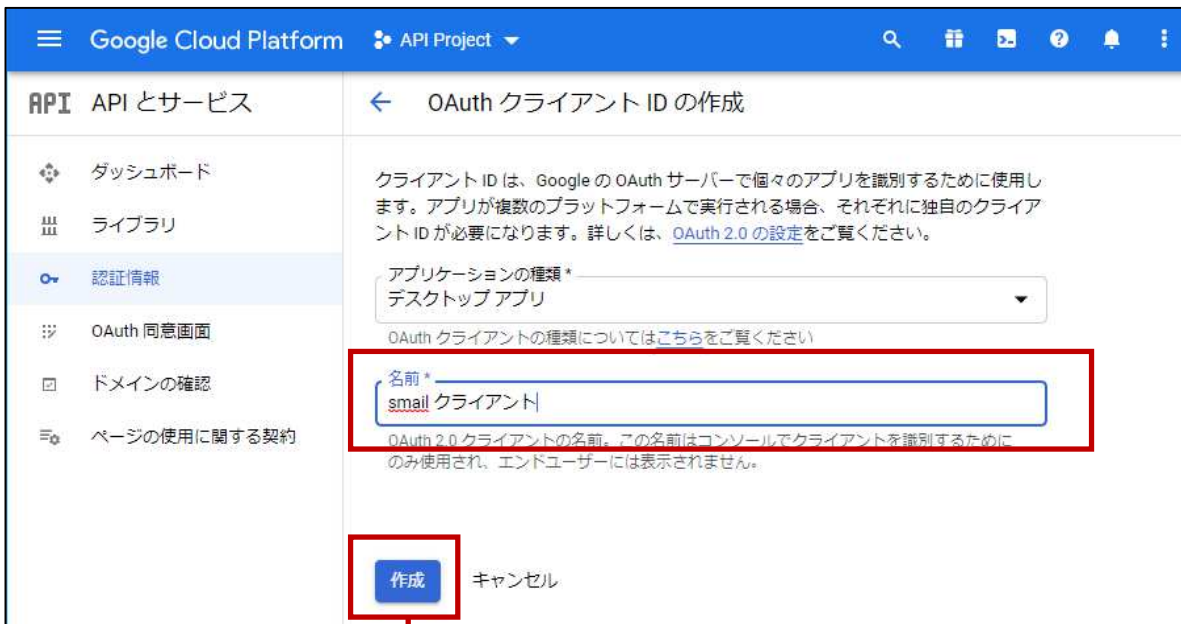 Google Cloud Platform API Project
API APIとサービス
ダッシュボード
ライブラリ
認証情報
OAuth 同意画面
ドメインの確認
ページの使用に関する契約
OAuth クライアント ID の作成
クライアント ID は、Google の OAuth サーバーで個々のアプリを識別するために使用し
ます。アプリが複数のプラットフォームで実行される場合、それぞれに独自のクライア
ント ID が必要になります。詳しくは、OAuth 2.0 の設定をご覧ください。
アプリケーションの種類 *
デスクトップ アプリ
OAuth クライアントの種類についてはこちらをご覧ください
名前 *
smail クライアント
OAuth 2.0 クライアントの名前。この名前はコンソールでクライアントを識別するために
のみ使用され、エンドユーザーには表示されません。
作成 キャンセル